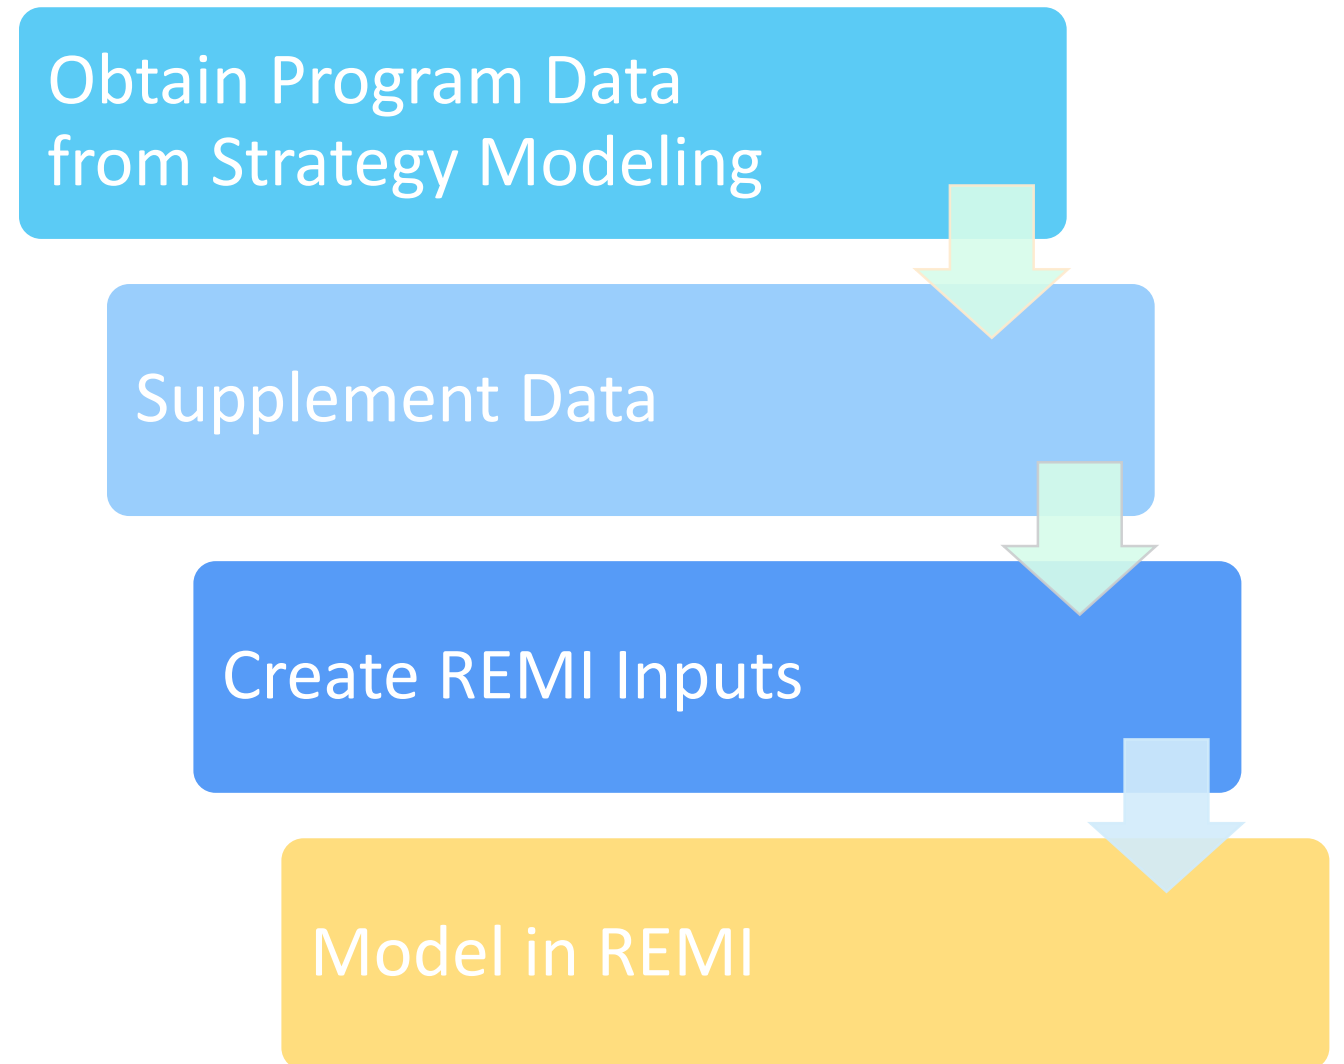 Obtain Program Data
from Strategy Modeling
Supplement Data
Create REMI Inputs
Model in REMI